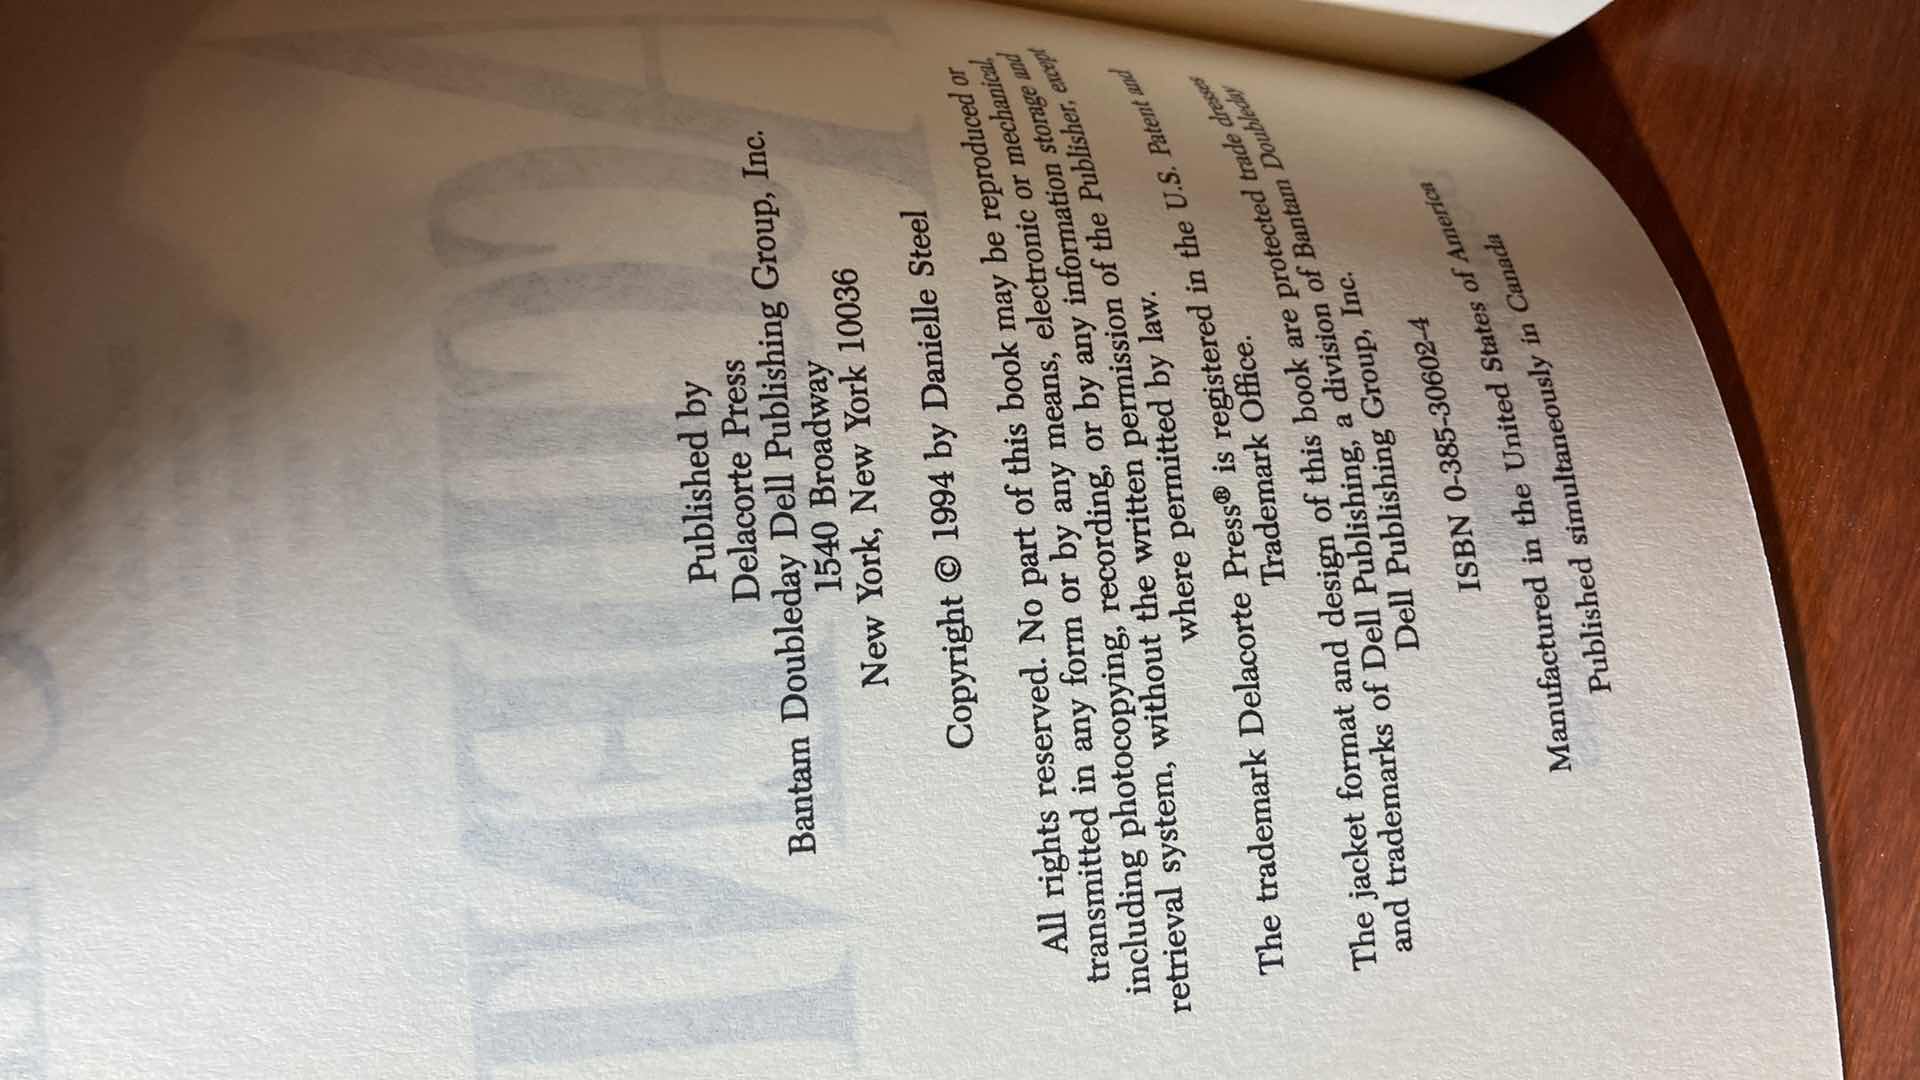 Published by
Delacorte Press
Bantam Doubleday Dell Publishing Group, Inc.
1540 Broadway
New York, New York 10036
Copyright © 1994 by Danielle Steel
All rights reserved. No part of this book may be reproduced or
transmitted in any form or by any means, electronic or mechanical,
including photocopying, recording, or by any information storage and
retrieval system, without the written permission of the Publisher, except
where permitted by law.
The trademark Delacorte Press® is registered in the U.S. Patent and
Trademark Office.
The jacket format and design of this book are protected trade dresses
and trademarks of Dell Publishing, a division of Bantam Doubleday
Dell Publishing Group, Inc.
ISBN 0-385-30602-4
Manufactured in the United States of America
Published simultaneously in Canada